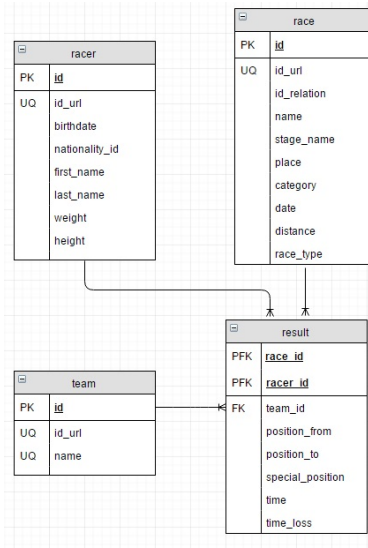 racer
PK id
UQ id_url
birthdate
nationality_id
first_name
last_name
weight
height
race
PK id
UQ id_url
id_relation
name
stage_name
place
category
date
distance
race_type
team
PK id
UQ id_url
UQ name
result
PFK race_id
PFK racer_id
FK team_id
position_from
position_to
special_position
time
time_loss